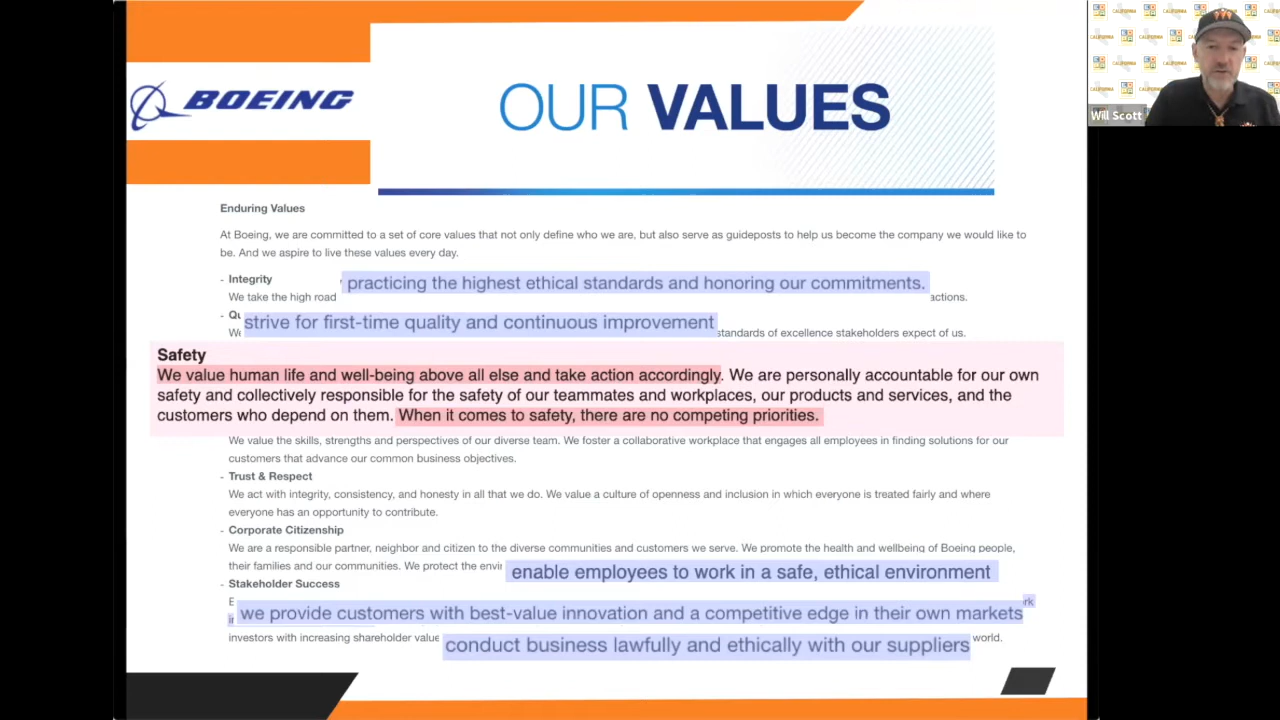 BOEING
OUR VALUES
Will Scott
Enduring Values
At Boeing, we are committed to a set of core values that not only define who we are, but also serve as guideposts to help us become the company we would like to
be. And we aspire to live these values every day.
- Integrity
We take the high road practicing the highest ethical standards and honoring our commitments. actions.
- Qu
We strive for first-time quality and continuous improvement standards of excellence stakeholders expect of us.
Safety
We value human life and well-being above all else and take action accordingly. We are personally accountable for our own
safety and collectively responsible for the safety of our teammates and workplaces, our products and services, and the
customers who depend on them. When it comes to safety, there are no competing priorities.
We value the skills, strengths and perspectives of our diverse team. We foster a collaborative workplace that engages all employees in finding solutions for our
customers that advance our common business objectives.
- Trust & Respect
We act with integrity, consistency, and honesty in all that we do. We value a culture of openness and inclusion in which everyone is treated fairly and where
everyone has an opportunity to contribute.
- Corporate Citizenship
We are a responsible partner, neighbor and citizen to the diverse communities and customers we serve. We promote the health and wellbeing of Boeing people,
their families and our communities. We protect the envir enable employees to work in a safe, ethical environment
- Stakeholder Success
we provide customers with best-value innovation and a competitive edge in their own markets
investors with increasing shareholder value conduct business lawfully and ethically with our suppliers world.
CALIFORNIA